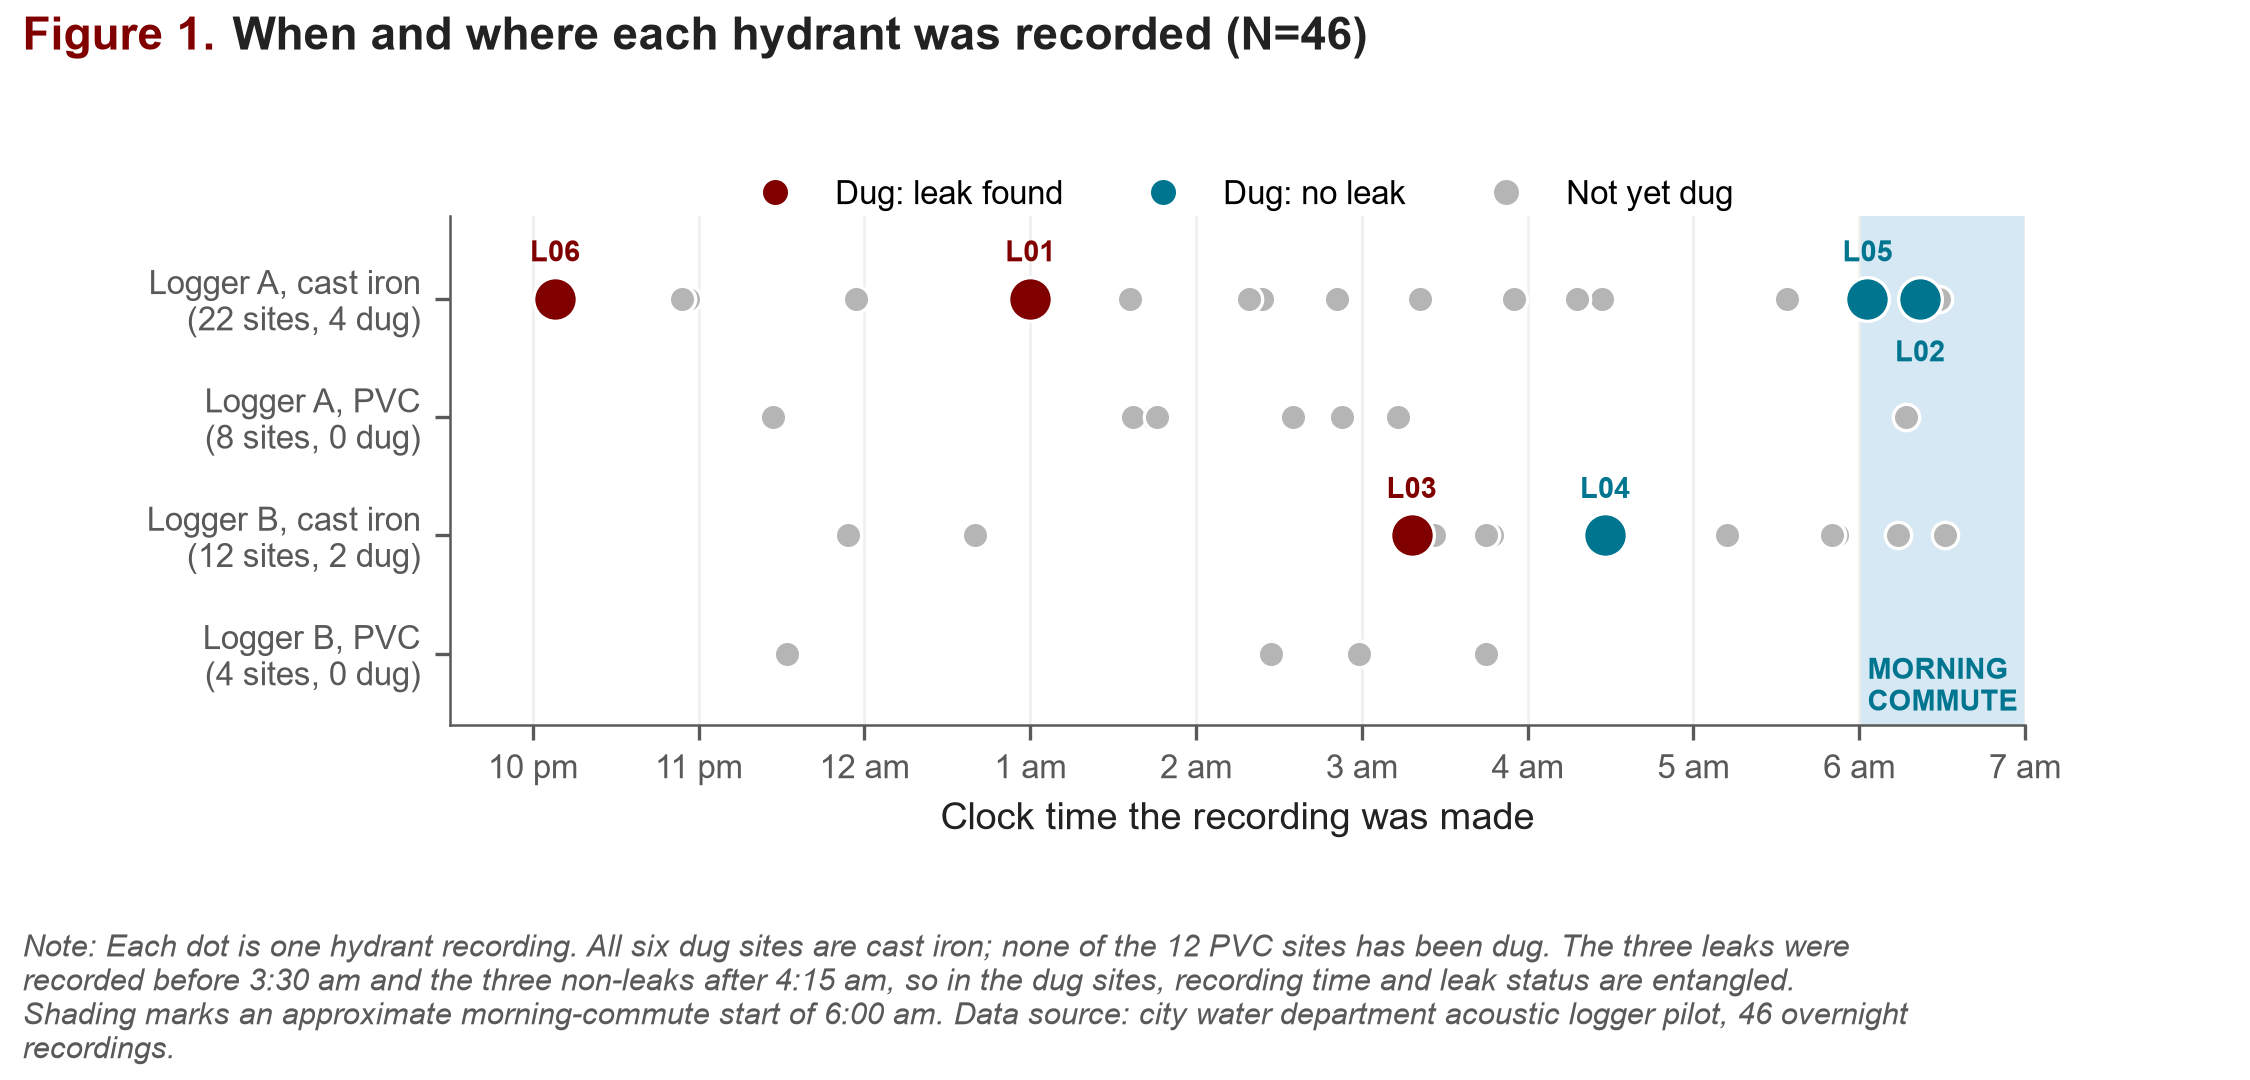 Figure 1. When and where each hydrant was recorded (N=46)
Dug: leak found
Dug: no leak
Not yet dug
L06
L01
L05
Logger A, cast iron
(22 sites, 4 dug)
L02
Logger A, PVC
(8 sites, 0 dug)
L03
L04
Logger B, cast iron
(12 sites, 2 dug)
Logger B, PVC
(4 sites, 0 dug)
MORNING
COMMUTE
10 pm
11 pm
12 am
1 am
2 am
3 am
4 am
5 am
6 am
7 am
Clock time the recording was made
Note: Each dot is one hydrant recording. All six dug sites are cast iron; none of the 12 PVC sites has been dug. The three leaks were
recorded before 3:30 am and the three non-leaks after 4:15 am, so in the dug sites, recording time and leak status are entangled.
Shading marks an approximate morning-commute start of 6:00 am. Data source: city water department acoustic logger pilot, 46 overnight
recordings.